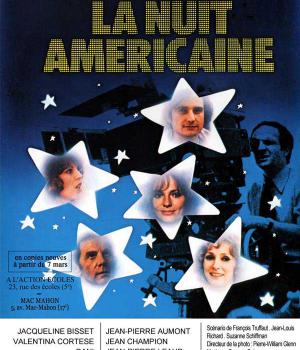 LA NUIT
AMERICAINE
en copies neuves
à partir du 7 mars
A L'ACTION ECOLES
23, rue des écoles (5e)
MAC MAHON
5, av. Mac-Mahon (17e)
JACQUELINE BISSET
VALENTINA CORTESE
JEAN-PIERRE AUMONT
JEAN CHAMPION
Scénario de François Truffaut, Jean-Louis
Richard, Suzanne Schiffman
Directeur de la photo : Pierre-William Glenn